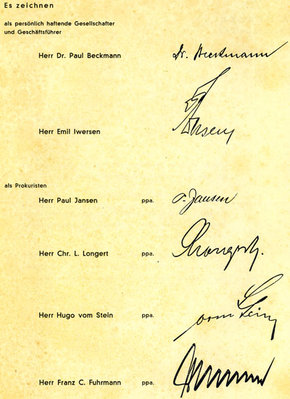 Es zeichnen
als persönlich haftende Gesellschafter
und Geschäftsführer
Herr Dr. Paul Beckmann Dr. Beckmann
Herr Emil Iwersen
als Prokuristen
Herr Paul Jansen ppa. P. Jansen
Herr Chr. L. Longert ppa.
Herr Hugo vom Stein ppa. vom Stein
Herr Franz C. Fuhrmann ppa.